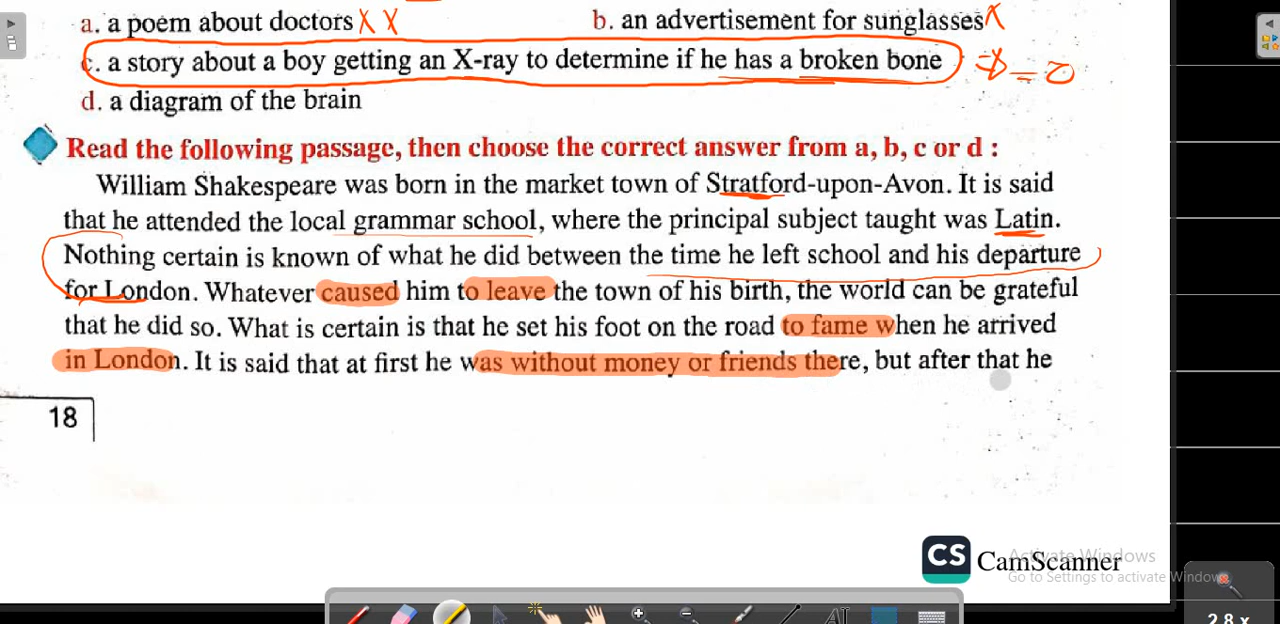 a. a poem about doctors X X b. an advertisement for sunglasses X
c. a story about a boy getting an X-ray to determine if he has a broken bone
d. a diagram of the brain
Read the following passage, then choose the correct answer from a, b, c or d :
William Shakespeare was born in the market town of Stratford-upon-Avon. It is said
that he attended the local grammar school, where the principal subject taught was Latin.
Nothing certain is known of what he did between the time he left school and his departure
for London. Whatever caused him to leave the town of his birth, the world can be grateful
that he did so. What is certain is that he set his foot on the road to fame when he arrived
in London. It is said that at first he was without money or friends there, but after that he
18
CS CamScanner
Activate Windows
Go to Settings to activate Windows
AI
2.8 x